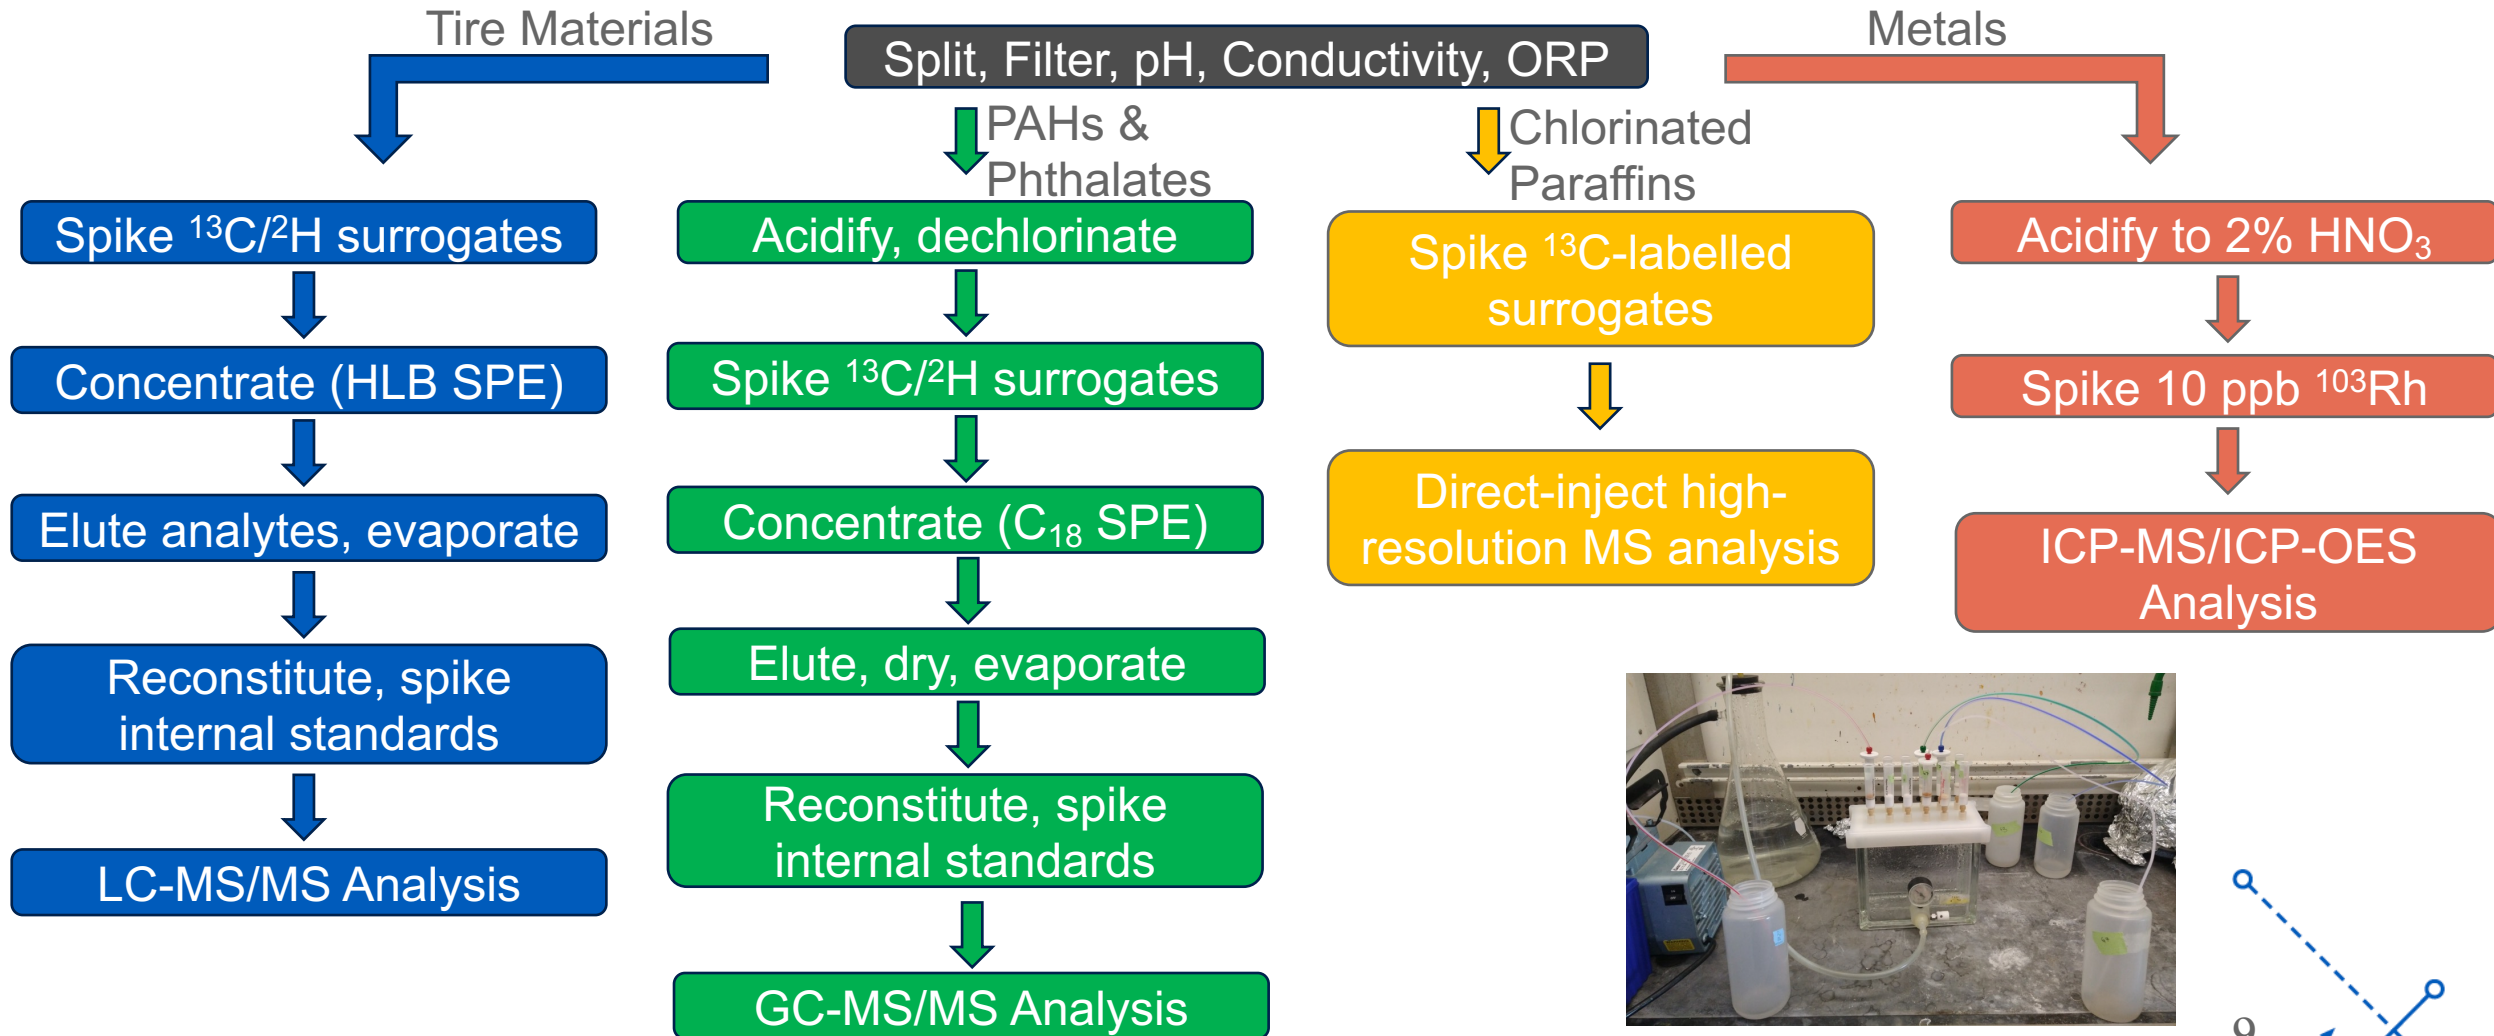 Tire Materials
Split, Filter, pH, Conductivity, ORP
Metals
PAHs &
Phthalates
Chlorinated
Paraffins
Spike ¹³C/²H surrogates
Concentrate (HLB SPE)
Elute analytes, evaporate
Reconstitute, spike
internal standards
LC-MS/MS Analysis
Acidify, dechlorinate
Spike ¹³C/²H surrogates
Concentrate (C₁₈ SPE)
Elute, dry, evaporate
Reconstitute, spike
internal standards
GC-MS/MS Analysis
Spike ¹³C-labelled
surrogates
Direct-inject high-
resolution MS analysis
Acidify to 2% HNO₃
Spike 10 ppb ¹⁰³Rh
ICP-MS/ICP-OES
Analysis
9